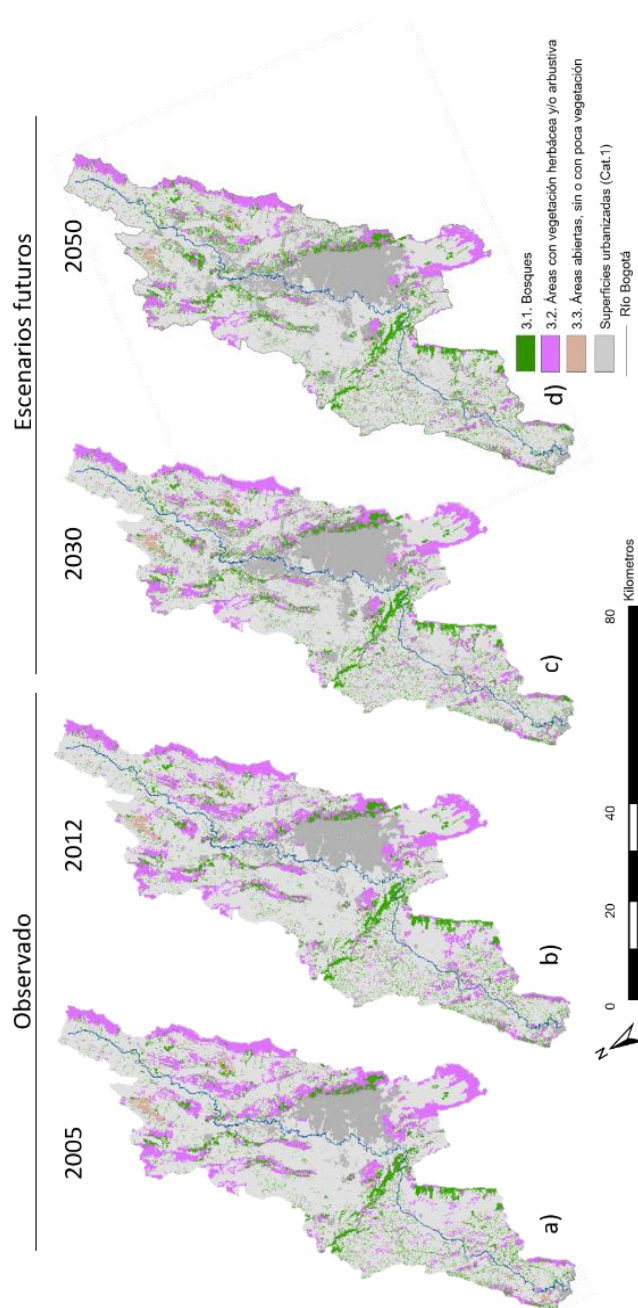 Observado
Escenarios futuros
2005
2012
2030
2050
a)
b)
c)
d)
3.1. Bosques
3.2. Áreas con vegetación herbácea y/o arbustiva
3.3. Áreas abiertas, sin o con poca vegetación
Superficies urbanizadas (Cat.1)
Río Bogotá
N
0 20 40 80
Kilometros